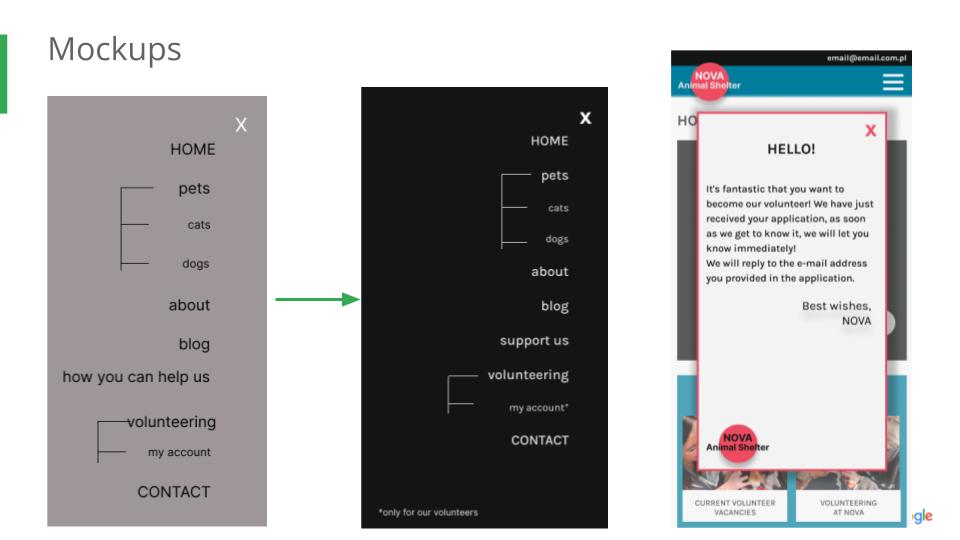 Mockups
X
HOME
pets
cats
dogs
about
blog
how you can help us
volunteering
my account
CONTACT
X
HOME
pets
cats
dogs
about
blog
support us
volunteering
my account*
CONTACT
*only for our volunteers
email@email.com.pl
NOVA
Animal Shelter
HO
X
HELLO!
It's fantastic that you want to
become our volunteer! We have just
received your application, as soon
as we get to know it, we will let you
know immediately!
We will reply to the e-mail address
you provided in the application.
Best wishes,
NOVA
NOVA
Animal Shelter
CURRENT VOLUNTEER
VACANCIES
VOLUNTEERING
AT NOVA
gle